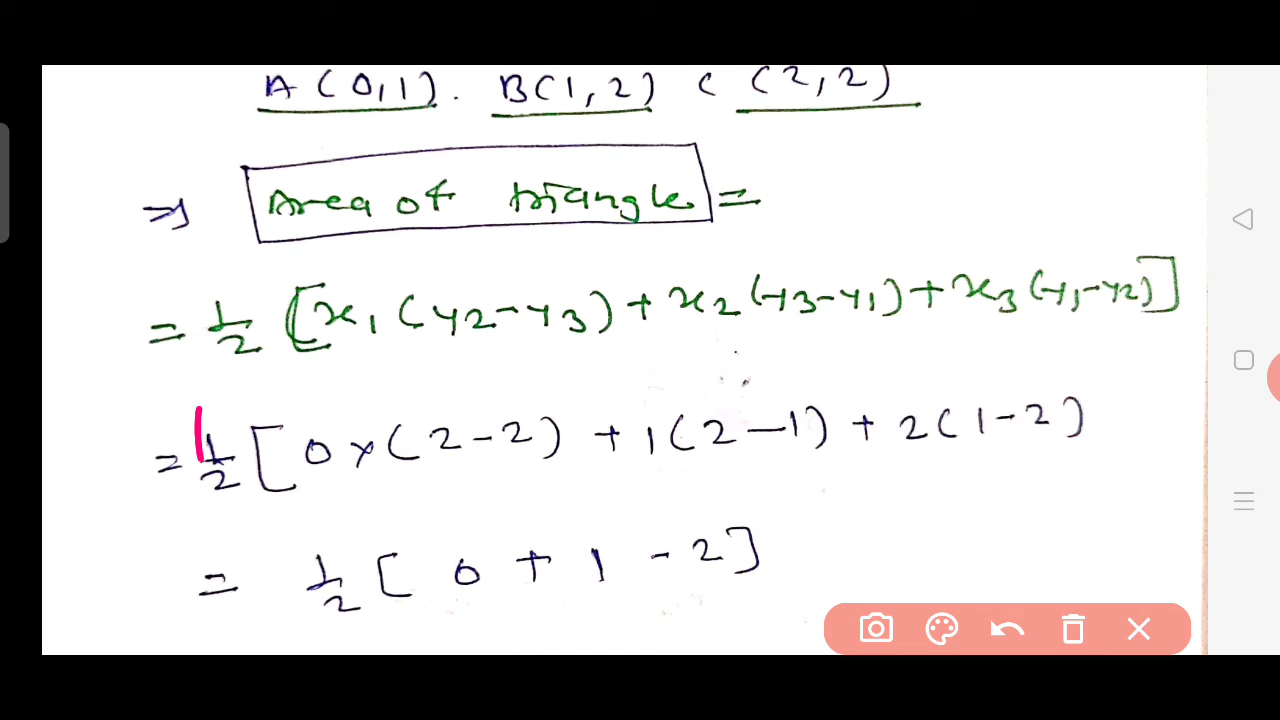 A (0,1). B(1,2) C (2,2)
⇒ Area of triangle =
= 1/2 [x1 (y2-y3) + x2 (y3-y1) + x3 (y1-y2)]
= 1/2 [ 0×(2-2) + 1(2-1) + 2(1-2)
= 1/2 [ 0 + 1 - 2]